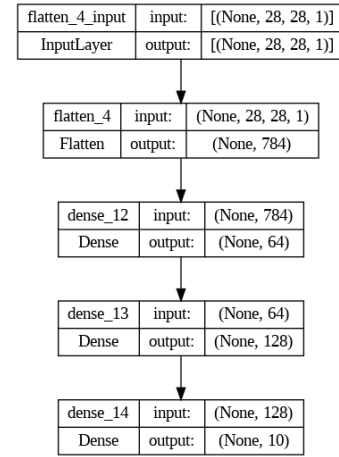 flatten_4_input input: [(None, 28, 28, 1)]
InputLayer output: [(None, 28, 28, 1)]
flatten_4 input: (None, 28, 28, 1)
Flatten output: (None, 784)
dense_12 input: (None, 784)
Dense output: (None, 64)
dense_13 input: (None, 64)
Dense output: (None, 128)
dense_14 input: (None, 128)
Dense output: (None, 10)